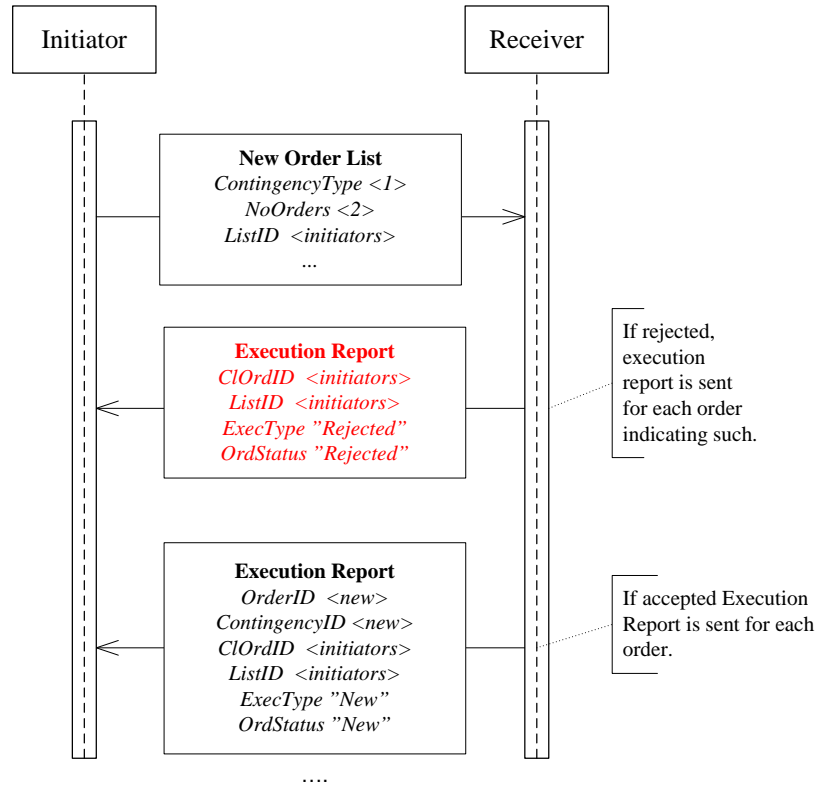 Initiator
Receiver
New Order List
ContingencyType <1>
NoOrders <2>
ListID <initiators>
...
Execution Report
ClOrdID <initiators>
ListID <initiators>
ExecType ”Rejected”
OrdStatus ”Rejected”
If rejected,
execution
report is sent
for each order
indicating such.
Execution Report
OrderID <new>
ContingencyID <new>
ClOrdID <initiators>
ListID <initiators>
ExecType ”New”
OrdStatus ”New”
If accepted Execution
Report is sent for each
order.
....